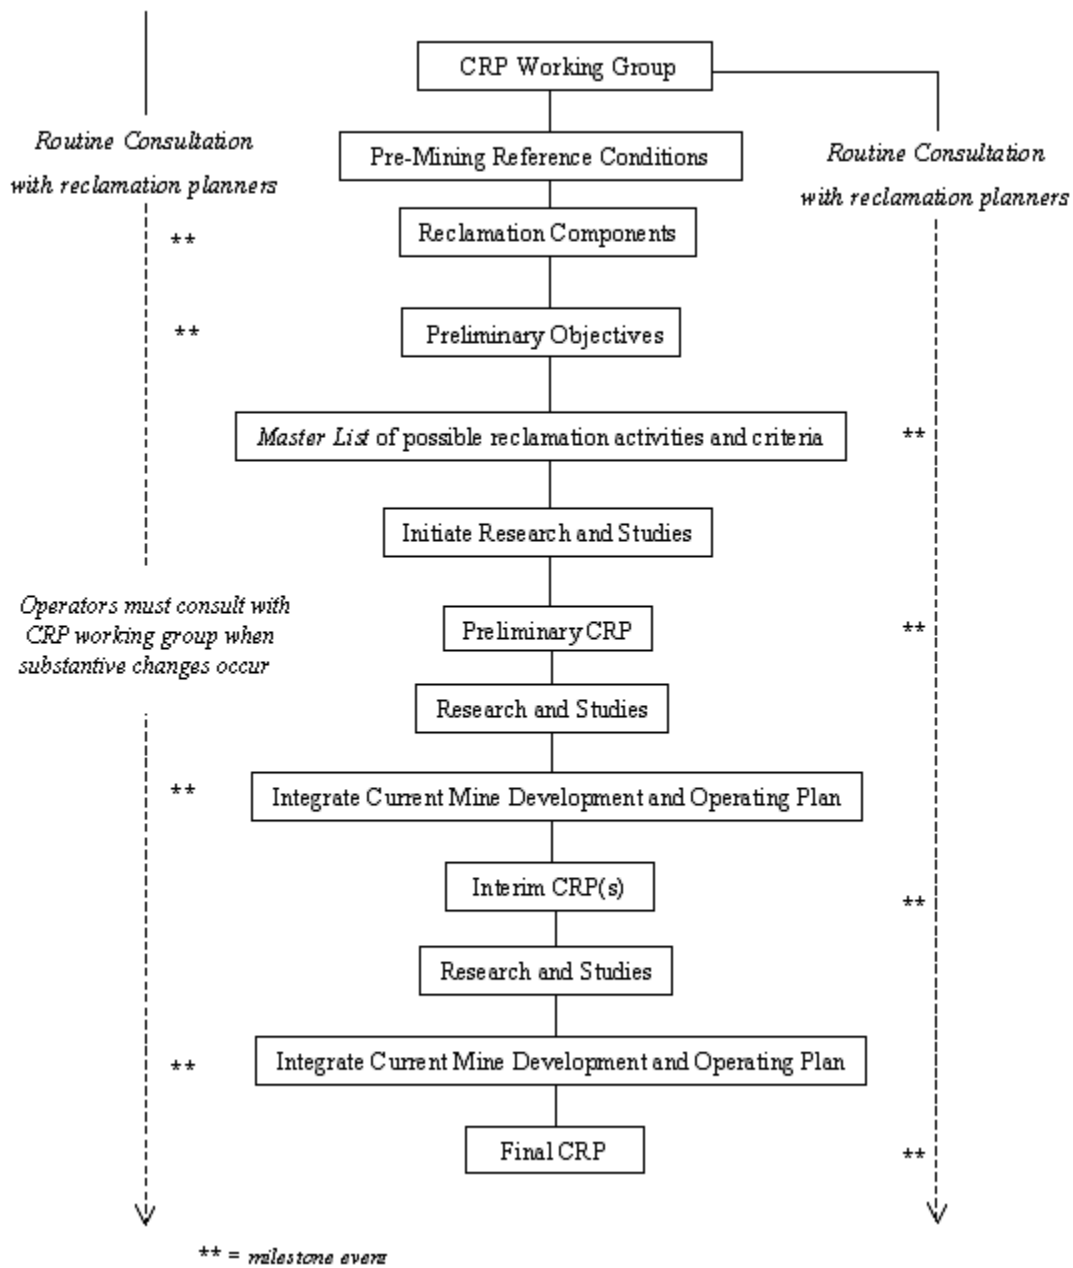 CRP Working Group
Routine Consultation
with reclamation planners
Pre-Mining Reference Conditions
Routine Consultation
with reclamation planners
**
Reclamation Components
**
Preliminary Objectives
Master List of possible reclamation activities and criteria
**
Initiate Research and Studies
Operators must consult with
CRP working group when
substantive changes occur
Preliminary CRP
**
Research and Studies
**
Integrate Current Mine Development and Operating Plan
Interim CRP(s)
**
Research and Studies
**
Integrate Current Mine Development and Operating Plan
Final CRP
**
** = milestone event